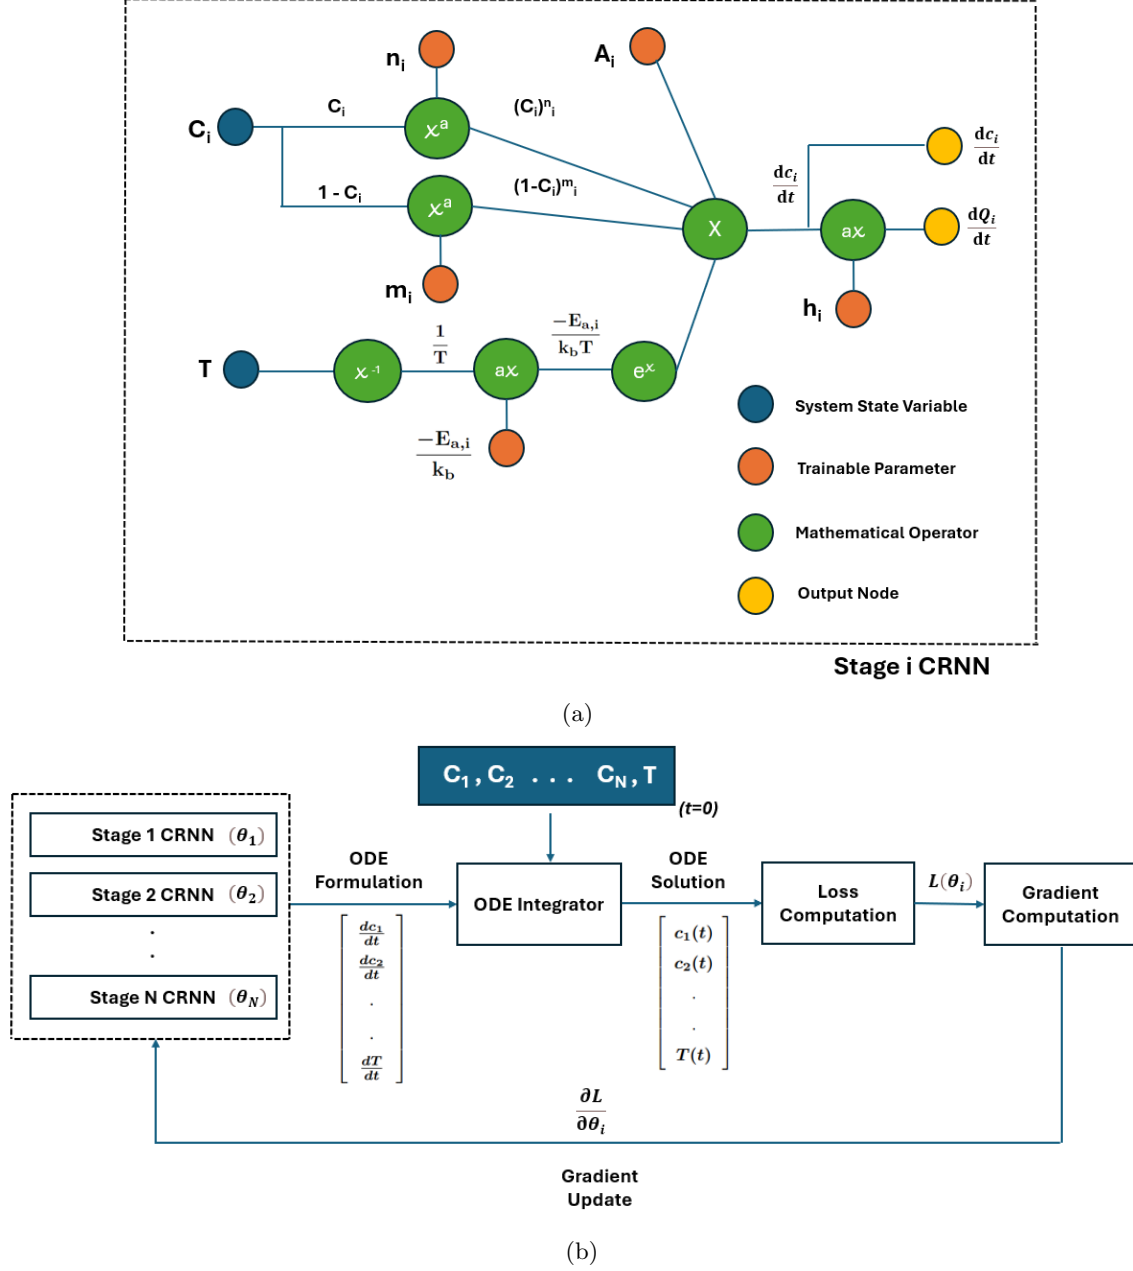 nᵢ
Aᵢ
Cᵢ
Cᵢ
xᵃ
(Cᵢ)ⁿᵢ
1 - Cᵢ
xᵃ
(1-Cᵢ)ᵐᵢ
mᵢ
X
dcᵢ/dt
dcᵢ/dt
ax
dQᵢ/dt
hᵢ
T
x⁻¹
1/T
ax
−E_{a,i}/k_bT
eˣ
−E_{a,i}/k_b
System State Variable
Trainable Parameter
Mathematical Operator
Output Node
Stage i CRNN
(a)
C₁, C₂ . . . C_N, T
(t=0)
Stage 1 CRNN (θ₁)
Stage 2 CRNN (θ₂)
.
.
Stage N CRNN (θ_N)
ODE
Formulation
dc₁/dt
dc₂/dt
.
.
dT/dt
ODE Integrator
ODE
Solution
c₁(t)
c₂(t)
.
.
T(t)
Loss
Computation
L(θᵢ)
Gradient
Computation
∂L/∂θᵢ
Gradient
Update
(b)